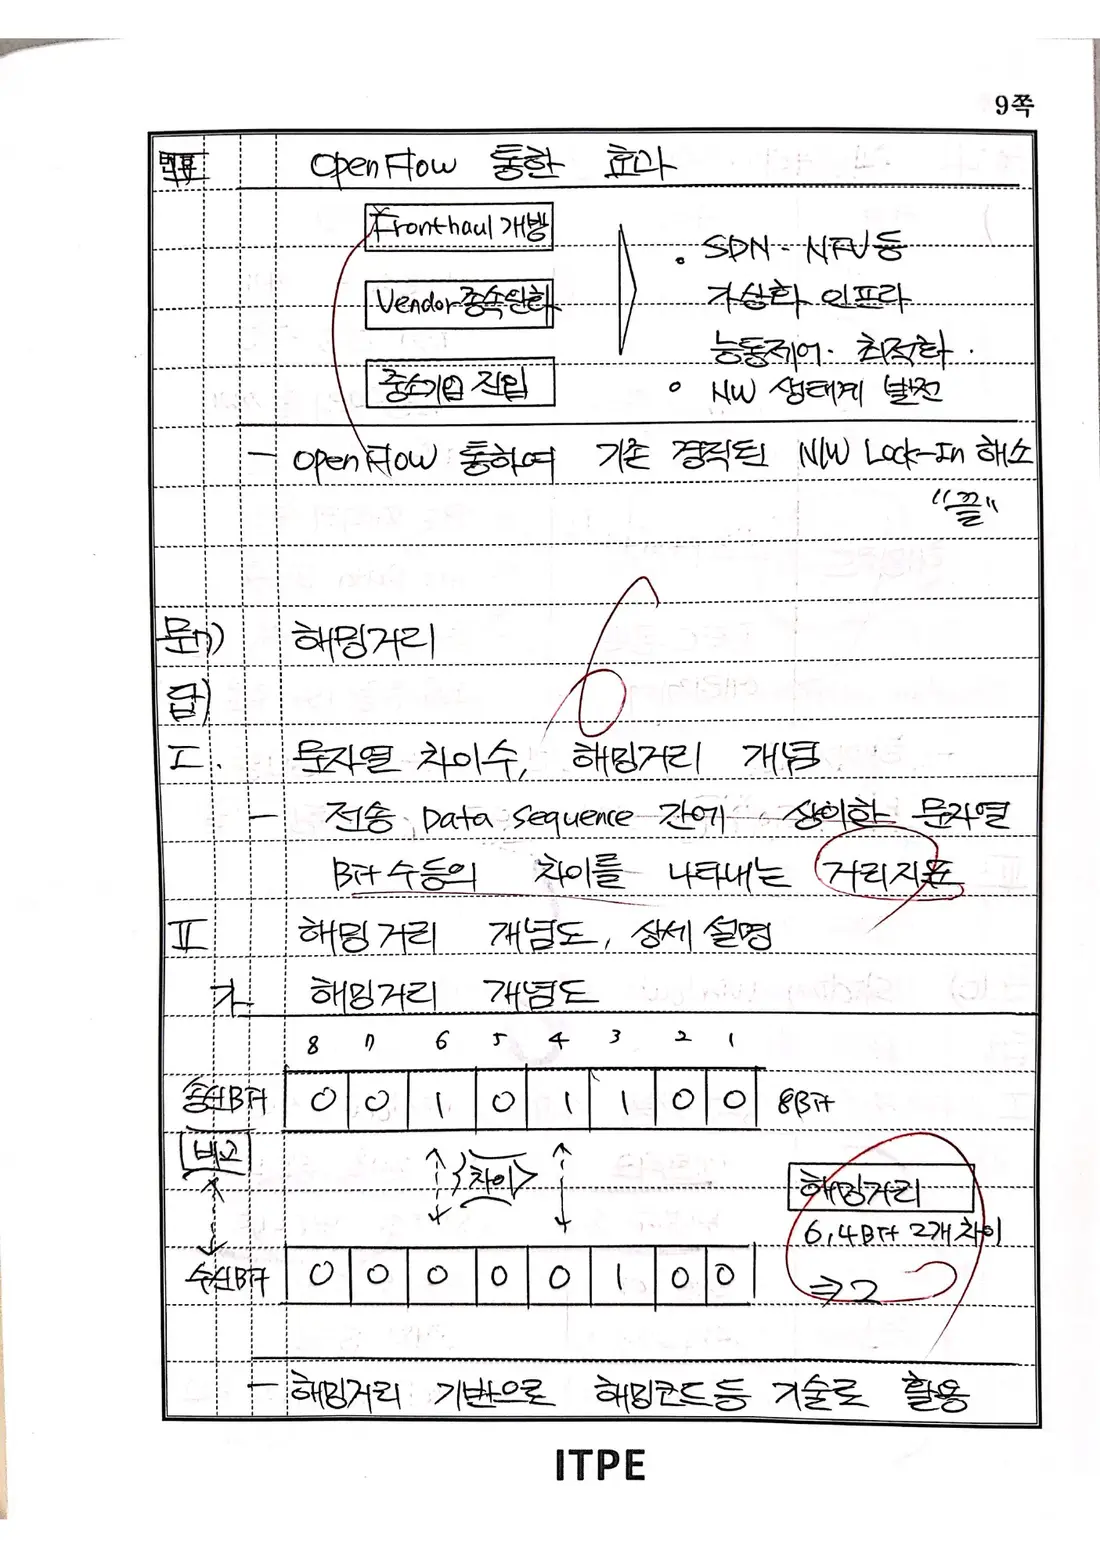 9쪽
OpenFlow 통한 효과
Fronthaul 개방
Vendor 종속완화
중소기업 진입
• SDN - NFV 등
가상화 인프라
능동제어 · 최적화 ·
• NW 생태계 발전
- OpenFlow 통하여 기존 경직된 N/W Lock-In 해소
"끝"
문7) 해밍거리
6
답)
I. 문자열 차이수, 해밍거리 개념
- 전송 Data Sequence 간에 상이한 문자열
Bit 수등의 차이를 나타내는 거리지표
II 해밍거리 개념도, 상세 설명
가 해밍거리 개념도
8 7 6 5 4 3 2 1
송신Bit 0 0 1 0 1 1 0 0 8Bit
비교 차이
해밍거리
6,4Bit 2개 차이
수신Bit 0 0 0 0 0 1 0 0
⇒ 2
- 해밍거리 기반으로 해밍코드등 기술로 활용
ITPE